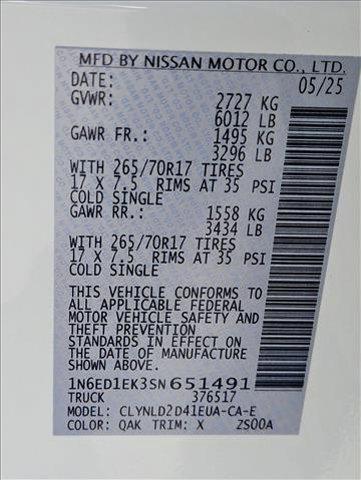 MFD BY NISSAN MOTOR CO., LTD.
DATE: 05/25
GVWR: 2727 KG
6012 LB
GAWR FR.: 1495 KG
3296 LB
WITH 265/70R17 TIRES
17 X 7.5 RIMS AT 35 PSI
COLD SINGLE
GAWR RR.: 1558 KG
3434 LB
WITH 265/70R17 TIRES
17 X 7.5 RIMS AT 35 PSI
COLD SINGLE
THIS VEHICLE CONFORMS TO
ALL APPLICABLE FEDERAL
MOTOR VEHICLE SAFETY AND
THEFT PREVENTION
STANDARDS IN EFFECT ON
THE DATE OF MANUFACTURE
SHOWN ABOVE.
1N6ED1EK3SN651491
TRUCK 376517
MODEL: CLYNLD2D41EUA-CA-E
COLOR: QAK TRIM: X ZS00A